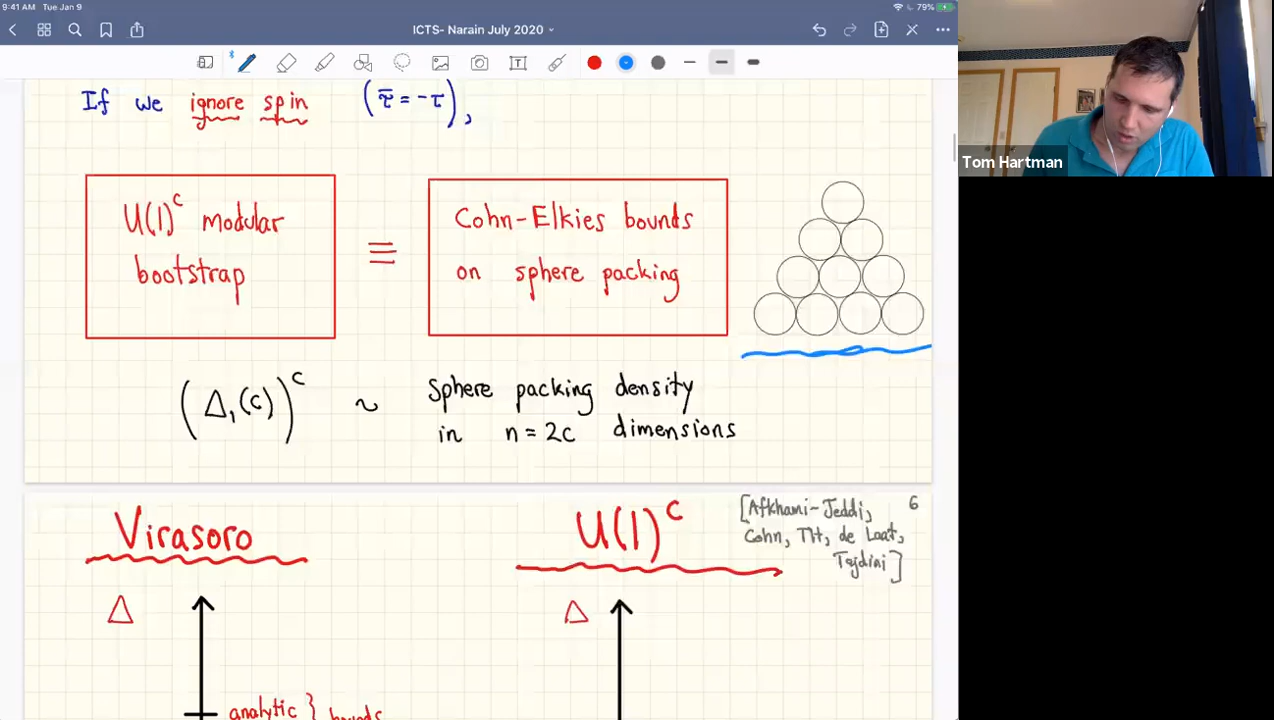 9:41 AM Tue Jan 9
79%
ICTS- Narain July 2020
If we ignore spin (τ̄ = -τ),
U(1)^c modular
bootstrap
≡
Cohn-Elkies bounds
on sphere packing
(Δ₁(c))^c ~ Sphere packing density
in n = 2c dimensions
Virasoro
U(1)^c
[Afkhami-Jeddi,
Cohn, TH, de Laat,
Tajdini]
6
Δ
Δ
analytic } bounds
Tom Hartman